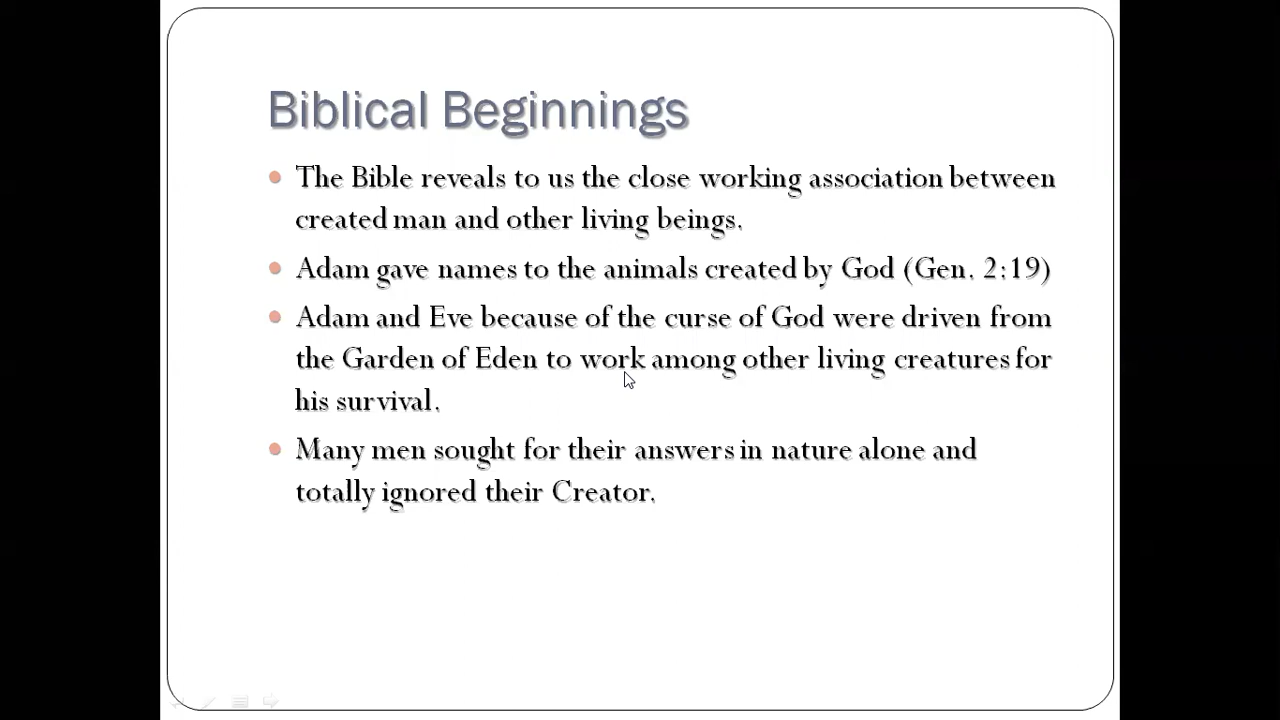 Biblical Beginnings
The Bible reveals to us the close working association between
created man and other living beings.
Adam gave names to the animals created by God (Gen. 2:19)
Adam and Eve because of the curse of God were driven from
the Garden of Eden to work among other living creatures for
his survival.
Many men sought for their answers in nature alone and
totally ignored their Creator.